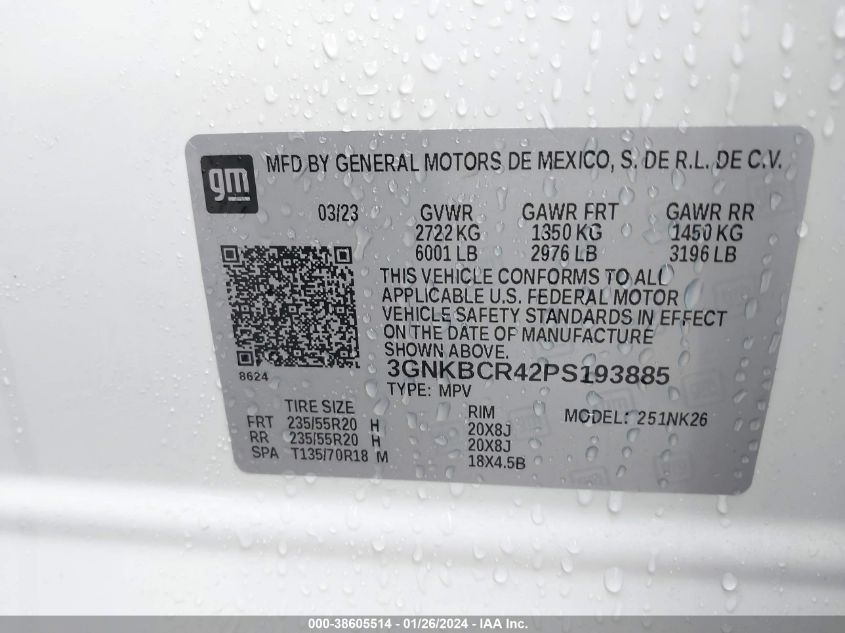 gm
MFD BY GENERAL MOTORS DE MEXICO, S. DE R.L. DE C.V.
03/23 GVWR GAWR FRT GAWR RR
2722 KG 1350 KG 1450 KG
6001 LB 2976 LB 3196 LB
THIS VEHICLE CONFORMS TO ALL
APPLICABLE U.S. FEDERAL MOTOR
VEHICLE SAFETY STANDARDS IN EFFECT
ON THE DATE OF MANUFACTURE
SHOWN ABOVE.
8624
3GNKBCR42PS193885
TYPE: MPV
TIRE SIZE RIM MODEL: 251NK26
FRT 235/55R20 H 20X8J
RR 235/55R20 H 20X8J
SPA T135/70R18 M 18X4.5B
000-38605514 - 01/26/2024 - IAA Inc.